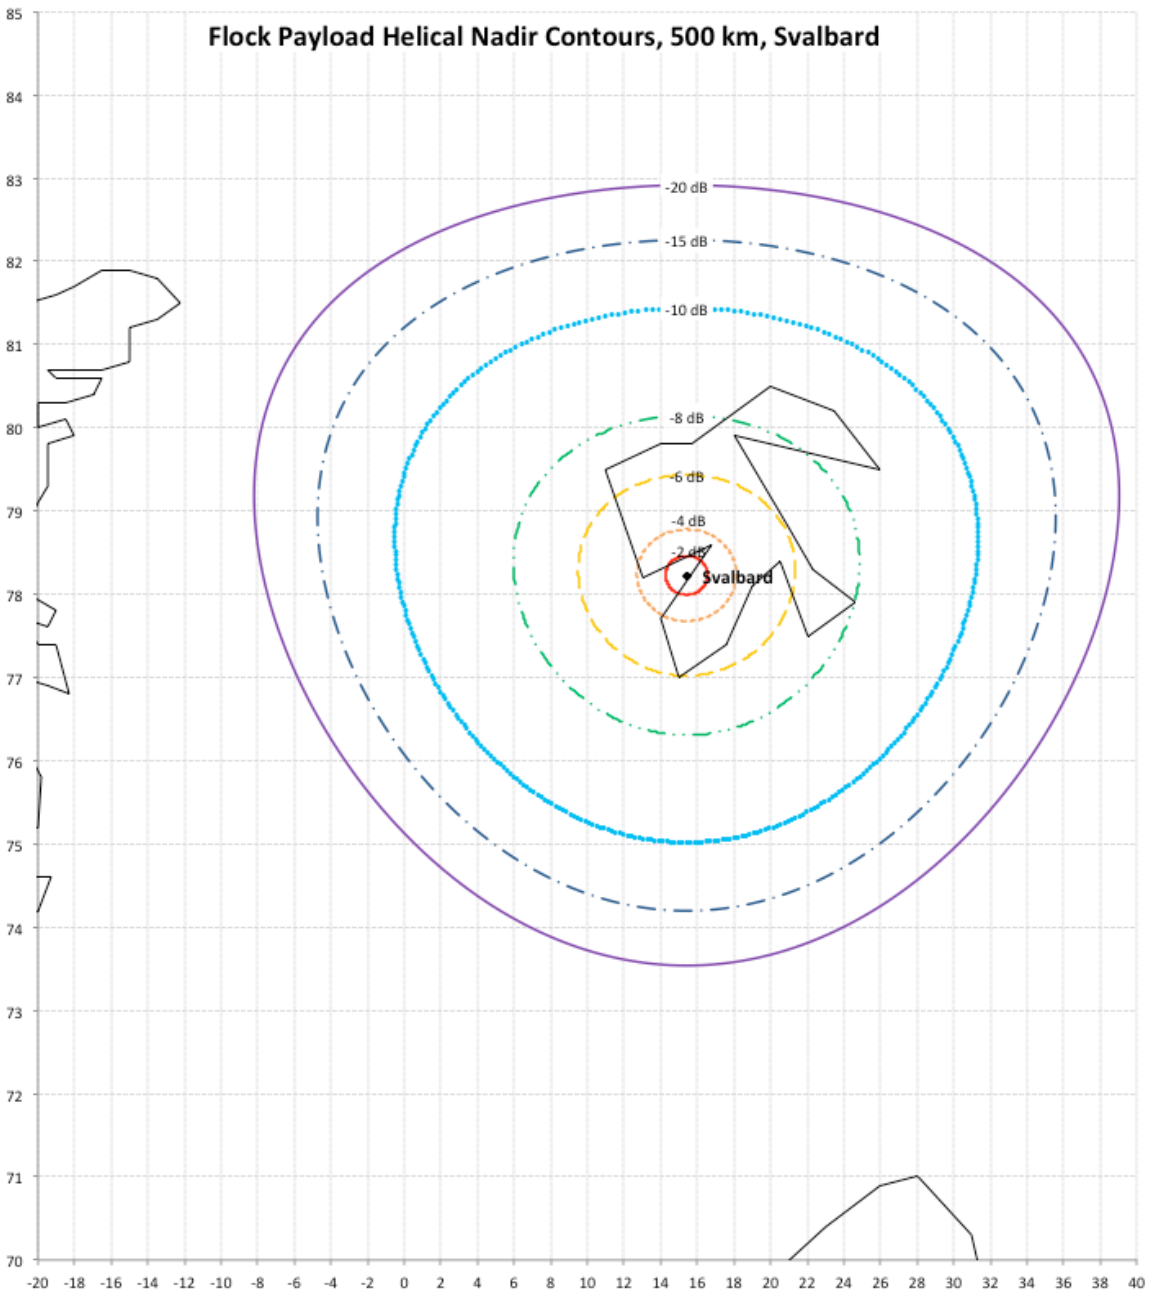 85
Flock Payload Helical Nadir Contours, 500 km, Svalbard
84
83
-20 dB
-15 dB
82
-10 dB
81
80
-8 dB
-6 dB
79
-4 dB
-2 dB
Svalbard
78
77
76
75
74
73
72
71
70
-20 -18 -16 -14 -12 -10 -8 -6 -4 -2 0 2 4 6 8 10 12 14 16 18 20 22 24 26 28 30 32 34 36 38 40